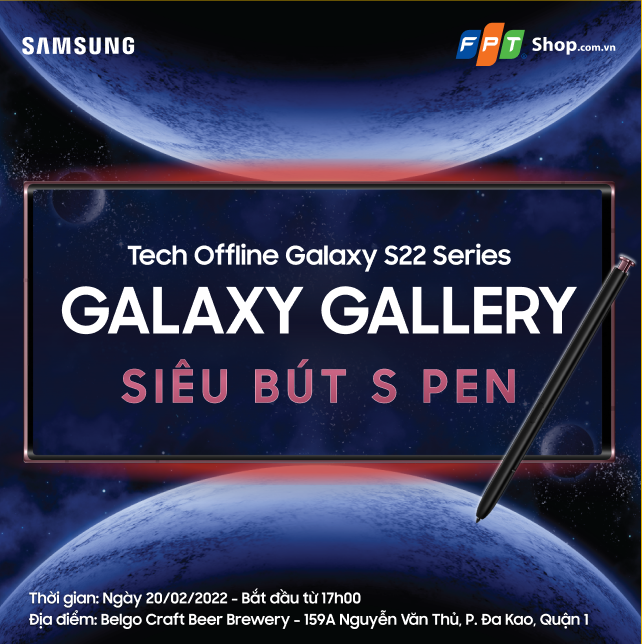 SAMSUNG
FPT Shop.com.vn
Tech Offline Galaxy S22 Series
GALAXY GALLERY
SIÊU BÚT S PEN
Thời gian: Ngày 20/02/2022 - Bắt đầu từ 17h00
Địa điểm: Belgo Craft Beer Brewery - 159A Nguyễn Văn Thủ, P. Đa Kao, Quận 1